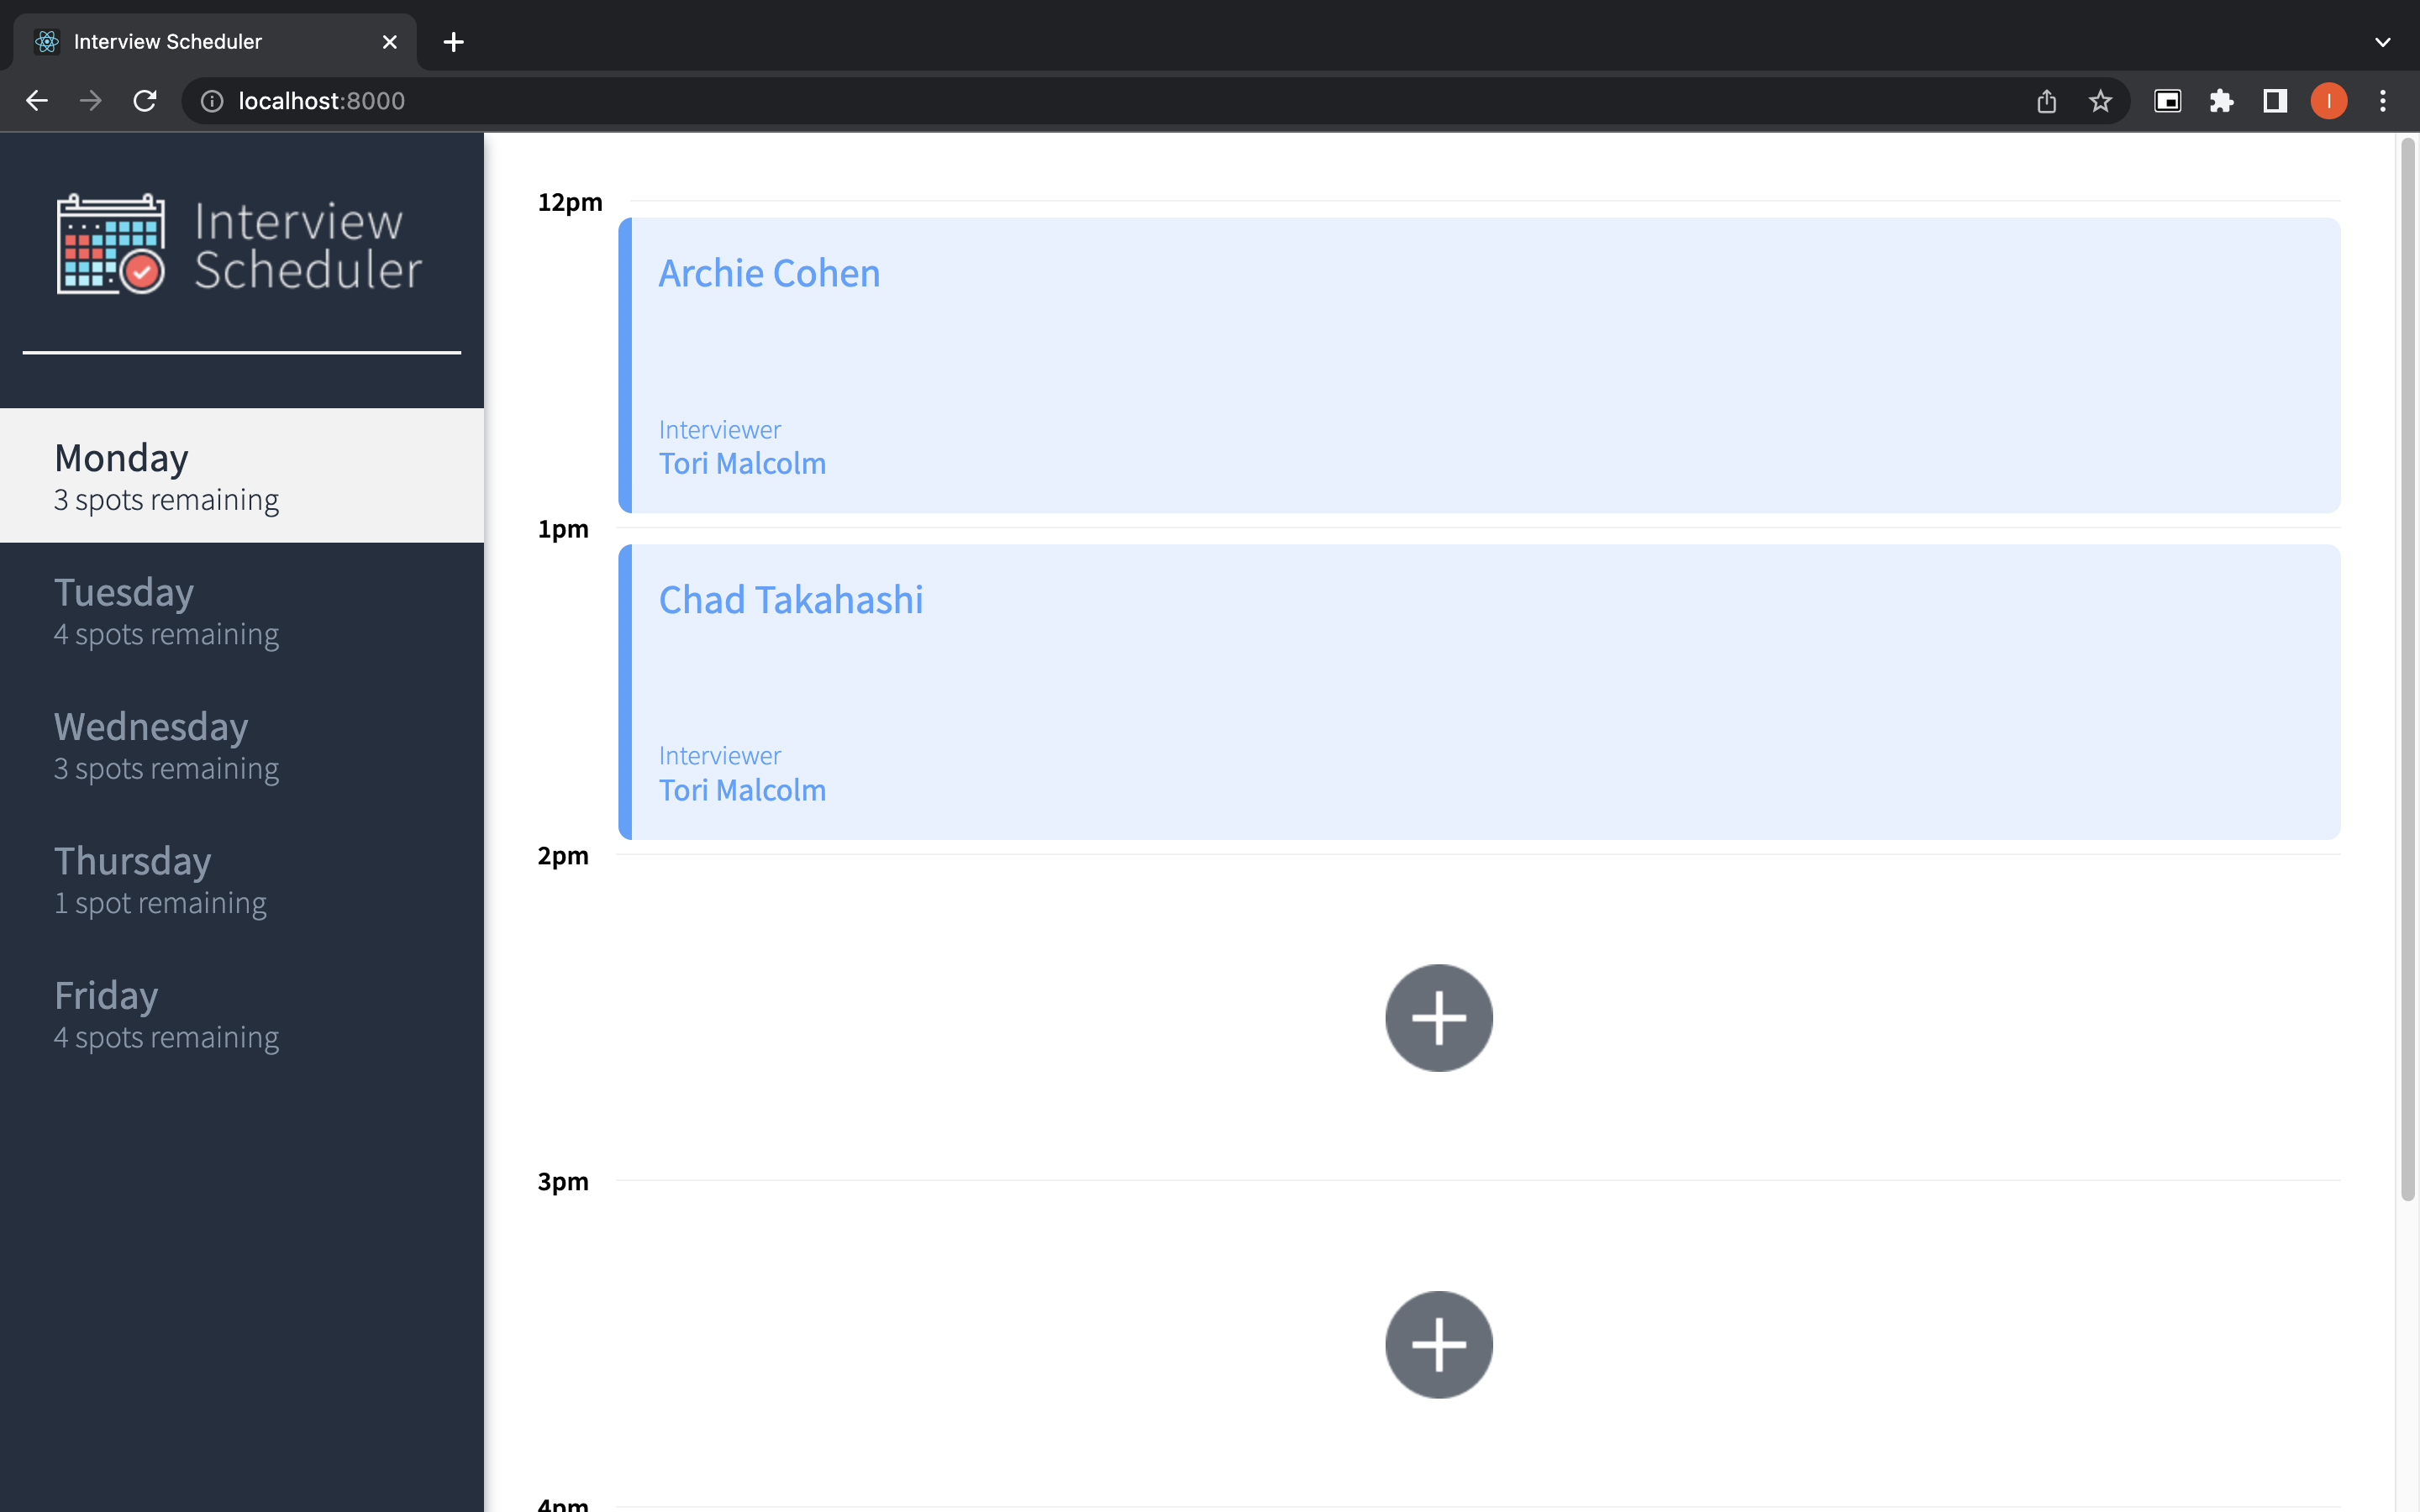 Interview Scheduler
localhost:8000
I
Interview
Scheduler
Monday
3 spots remaining
Tuesday
4 spots remaining
Wednesday
3 spots remaining
Thursday
1 spot remaining
Friday
4 spots remaining
12pm
Archie Cohen
Interviewer
Tori Malcolm
1pm
Chad Takahashi
Interviewer
Tori Malcolm
2pm
3pm
4pm